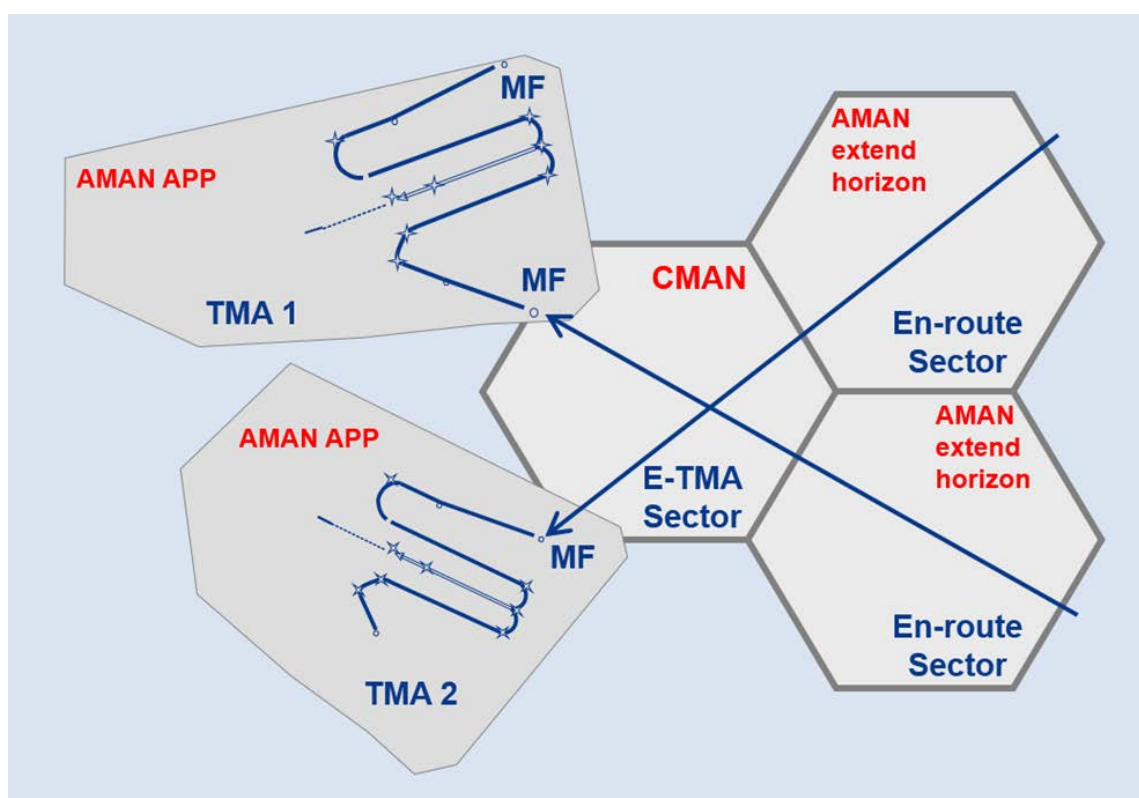 MF
AMAN APP
MF
TMA 1
AMAN
extend
horizon
CMAN
En-route
Sector
AMAN APP
E-TMA
Sector
MF
TMA 2
AMAN
extend
horizon
En-route
Sector